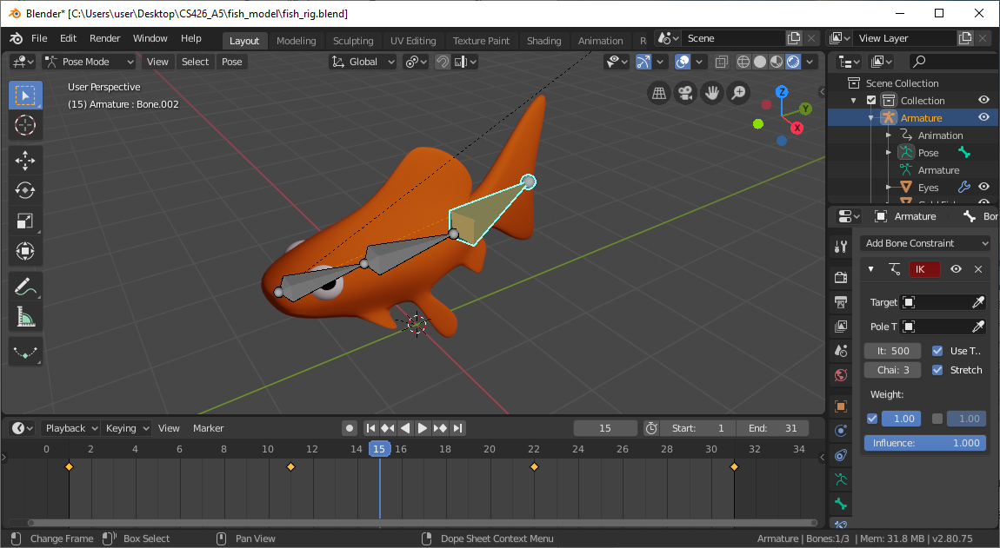 Blender* [C:\Users\user\Desktop\CS426_A5\fish_model\fish_rig.blend]
File Edit Render Window Help Layout Modeling Sculpting UV Editing Texture Paint Shading Animation R Scene View Layer
Pose Mode View Select Pose Global
User Perspective
(15) Armature : Bone.002
Z
Y
X
Scene Collection
Collection
Armature
Animation
Pose
Armature
Eyes
Armature Bor
Add Bone Constraint
IK
Target
Pole T
It: 500 Use T..
Chai: 3 Stretch
Weight:
1.00 1.00
Influence: 1.000
Playback Keying View Marker 15 Start: 1 End: 31
0 2 4 6 8 10 12 14 15 16 18 20 22 24 26 28 30 32 34
Change Frame Box Select Pan View Dope Sheet Context Menu Armature | Bones:1/3 | Mem: 31.8 MB | v2.80.75